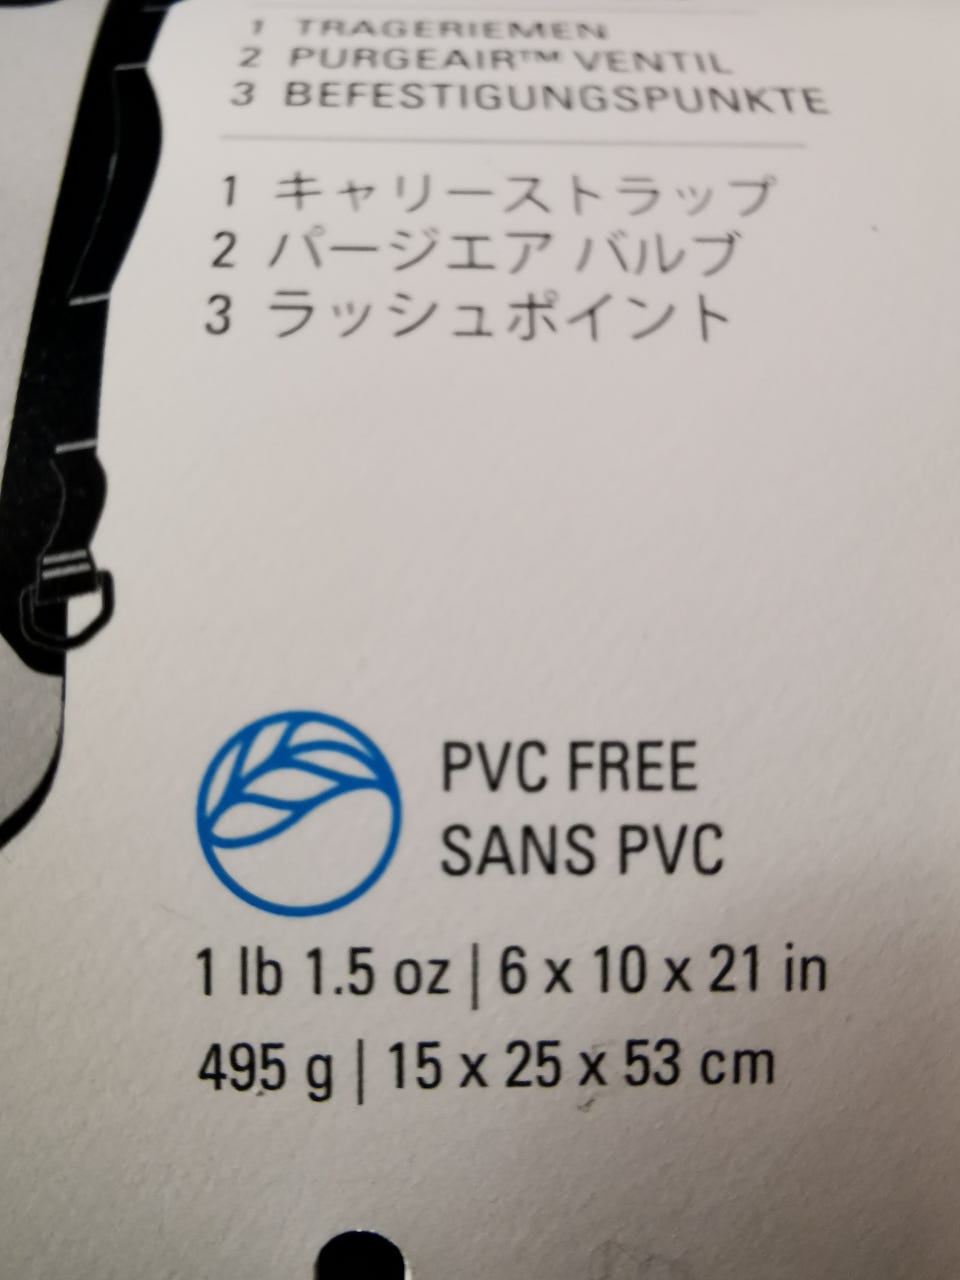 1 TRAGERIEMEN
2 PURGEAIR™ VENTIL
3 BEFESTIGUNGSPUNKTE
1 キャリーストラップ
2 パージエア バルブ
3 ラッシュポイント
PVC FREE
SANS PVC
1 lb 1.5 oz | 6 x 10 x 21 in
495 g | 15 x 25 x 53 cm